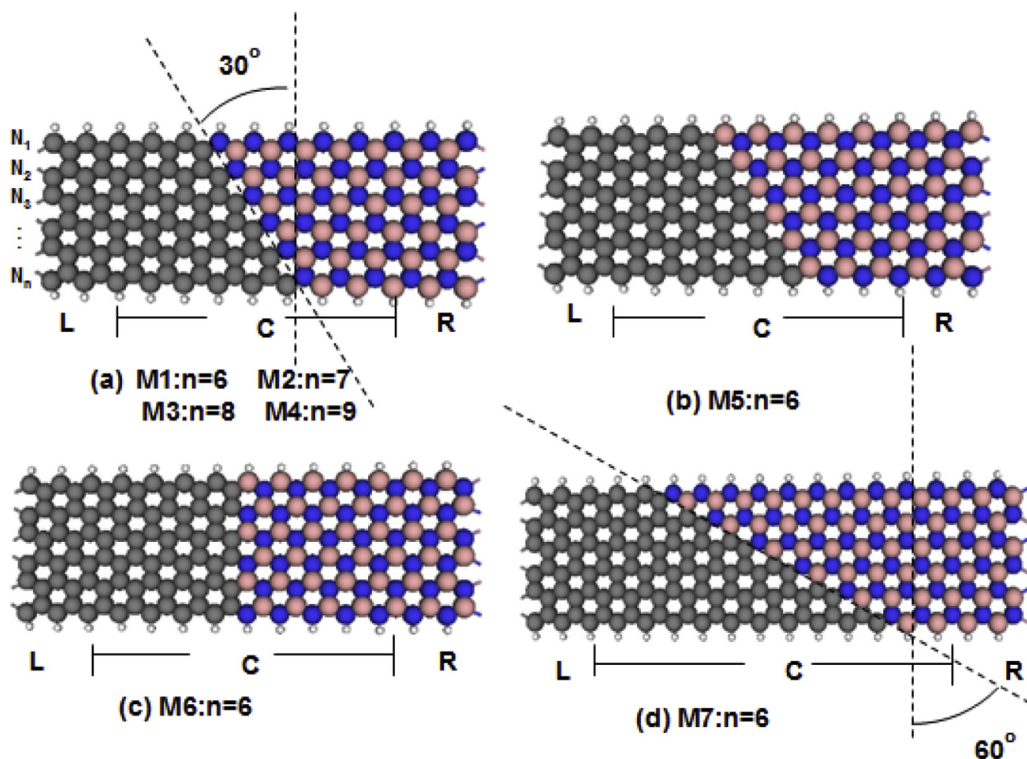 30°
N1
N2
N3
⋮
Nn
L C R
(a) M1:n=6 M2:n=7
M3:n=8 M4:n=9
L C R
(b) M5:n=6
L C R
(c) M6:n=6
L C R
(d) M7:n=6
60°